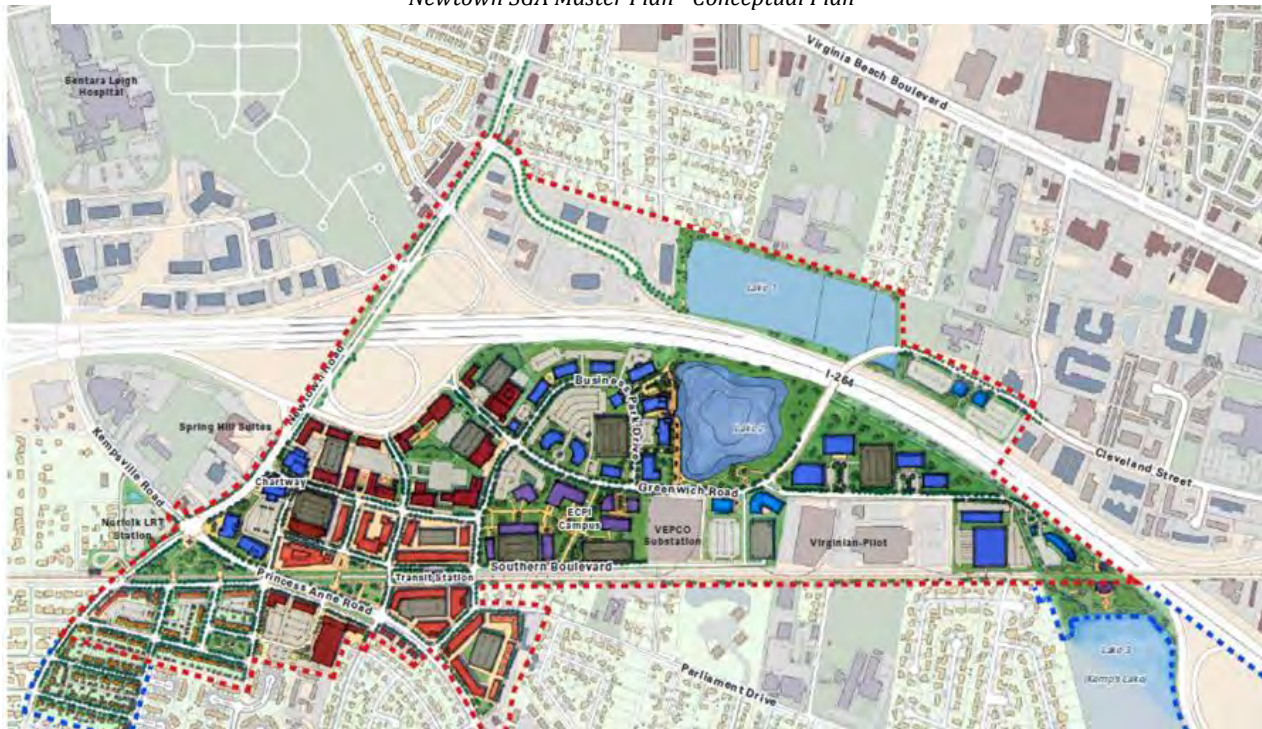 Newtown SGA Master Plan - Conceptual Plan
Sentara Leigh
Hospital
Virginia Beach Boulevard
Lake 1
I-264
Newtown Road
Business Park Drive
Spring Hill Suites
Kempsville Road
Lake 2
Cleveland Street
Chartway
Greenwich Road
Norfolk LRT
Station
ECPI
Campus
VEPCO
Substation
Virginian-Pilot
Southern Boulevard
Transit Station
Princess Anne Road
Parliament Drive
Lake 3
(Kemps Lake)